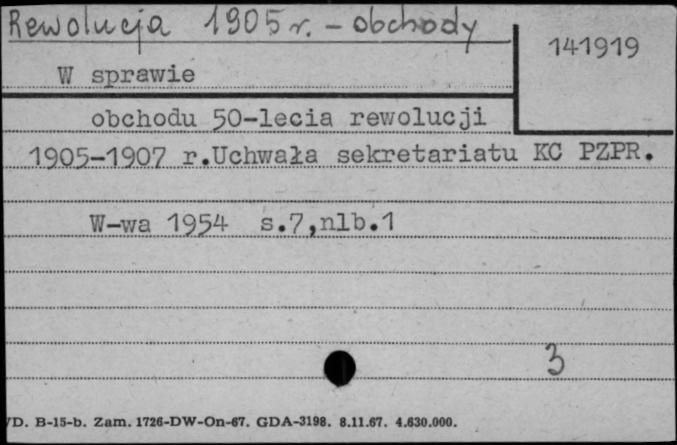 Rewolucja 1905 r. - obchody
141919
W sprawie
obchodu 50-lecia rewolucji
1905-1907 r.Uchwała sekretariatu KC PZPR.
W-wa 1954 s.7,nlb.1
3
D. B-15-b. Zam. 1726-DW-On-67. GDA-3198. 8.11.67. 4.630.000.